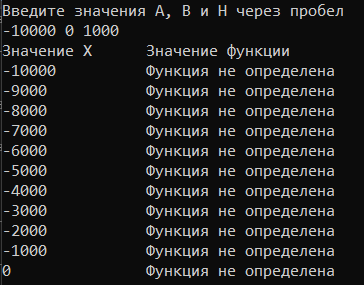 Введите значения A, B и H через пробел
-10000 0 1000
Значение X Значение функции
-10000 Функция не определена
-9000 Функция не определена
-8000 Функция не определена
-7000 Функция не определена
-6000 Функция не определена
-5000 Функция не определена
-4000 Функция не определена
-3000 Функция не определена
-2000 Функция не определена
-1000 Функция не определена
0 Функция не определена